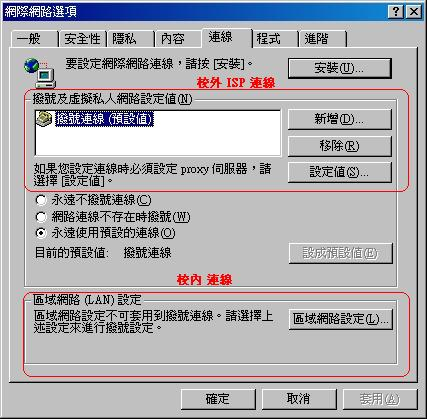 網際網路選項
一般 安全性 隱私 內容 連線 程式 進階
要設定網際網路連線，請按 [安裝]。 安裝(U)...
校外 ISP 連線
撥號及虛擬私人網路設定值(N)
撥號連線 (預設值)
新增(D)...
移除(R)
如果您設定連線時必須設定 proxy 伺服器，請
選擇 [設定值]。
設定值(S)...
永遠不撥號連線(C)
網路連線不存在時撥號(W)
永遠使用預設的連線(O)
目前的預設值: 撥號連線 設成預設值(E)
校內 連線
區域網路 (LAN) 設定
區域網路設定不可套用到撥號連線。請選擇上
述設定來進行撥號設定。
區域網路設定(L)...
確定 取消 套用(A)